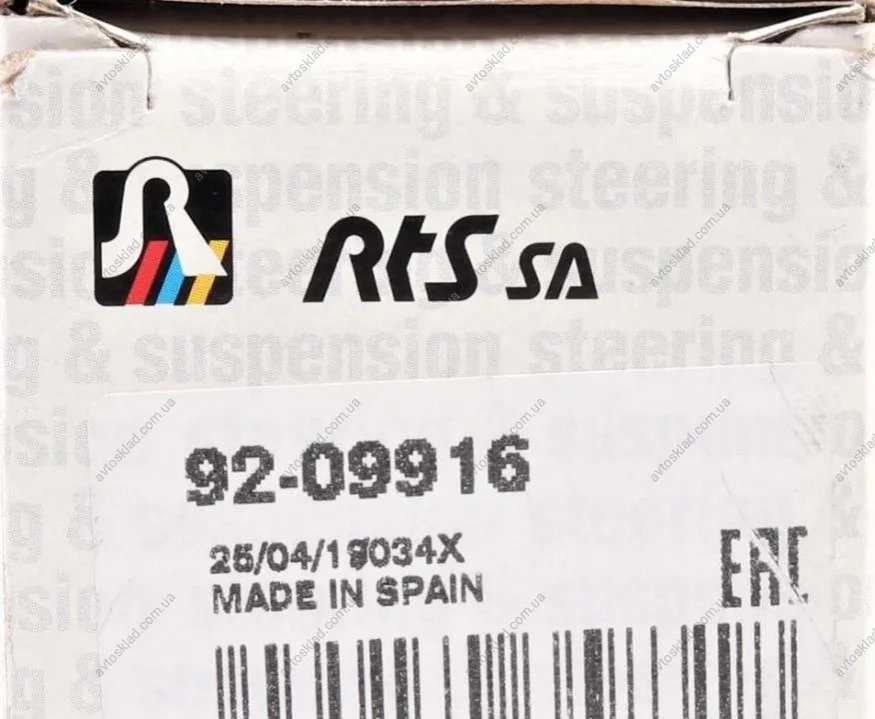 steering & suspension
& suspension steering &
R RtS SA
& suspension steering &
92-09916
25/04/19034X
MADE IN SPAIN
EAC
avtosklad.com.ua